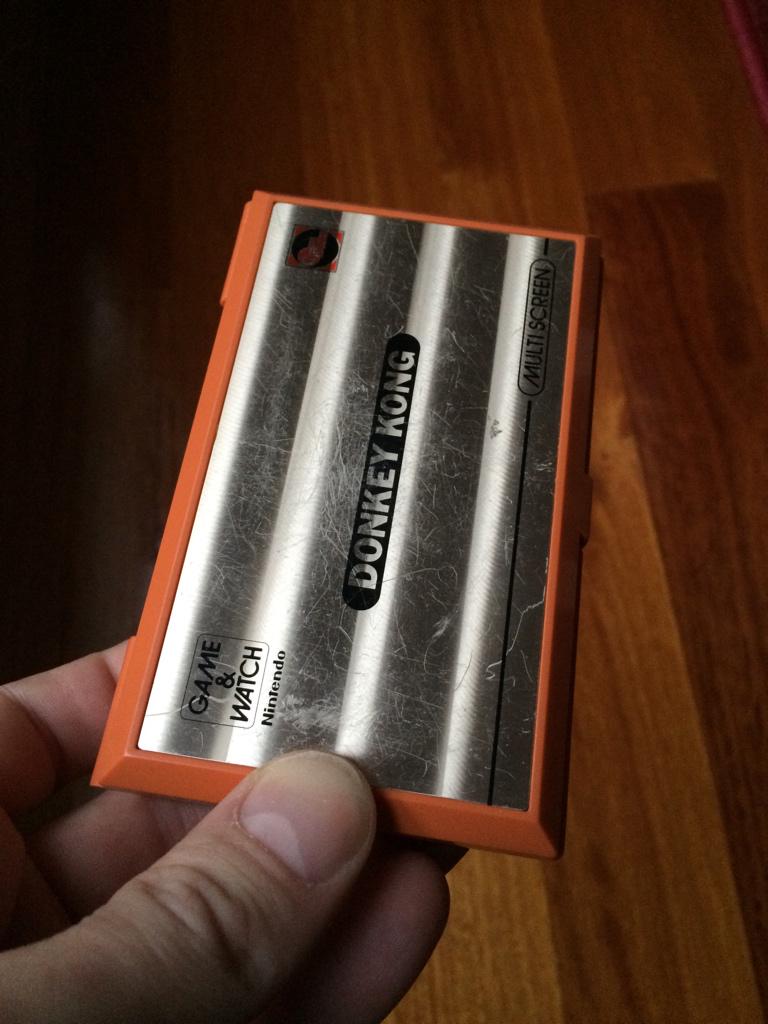 GAME
&
WATCH
Nintendo
DONKEY KONG
MULTI SCREEN